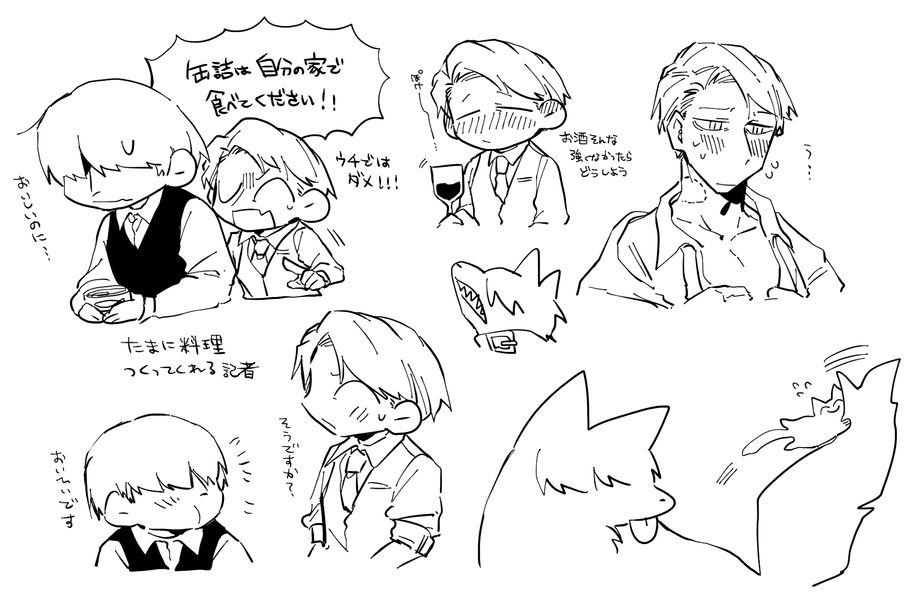 缶詰は自分の家で
食べてください!!
ウチでは
ダメ!!!
おいしいのに…
ぽけ…
お酒そんな
強くなかったら
どうしよう
う…
たまに料理
つくってくれる記者
そうですか?
おいしいです